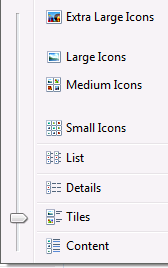 Extra Large Icons
Large Icons
Medium Icons
Small Icons
List
Details
Tiles
Content